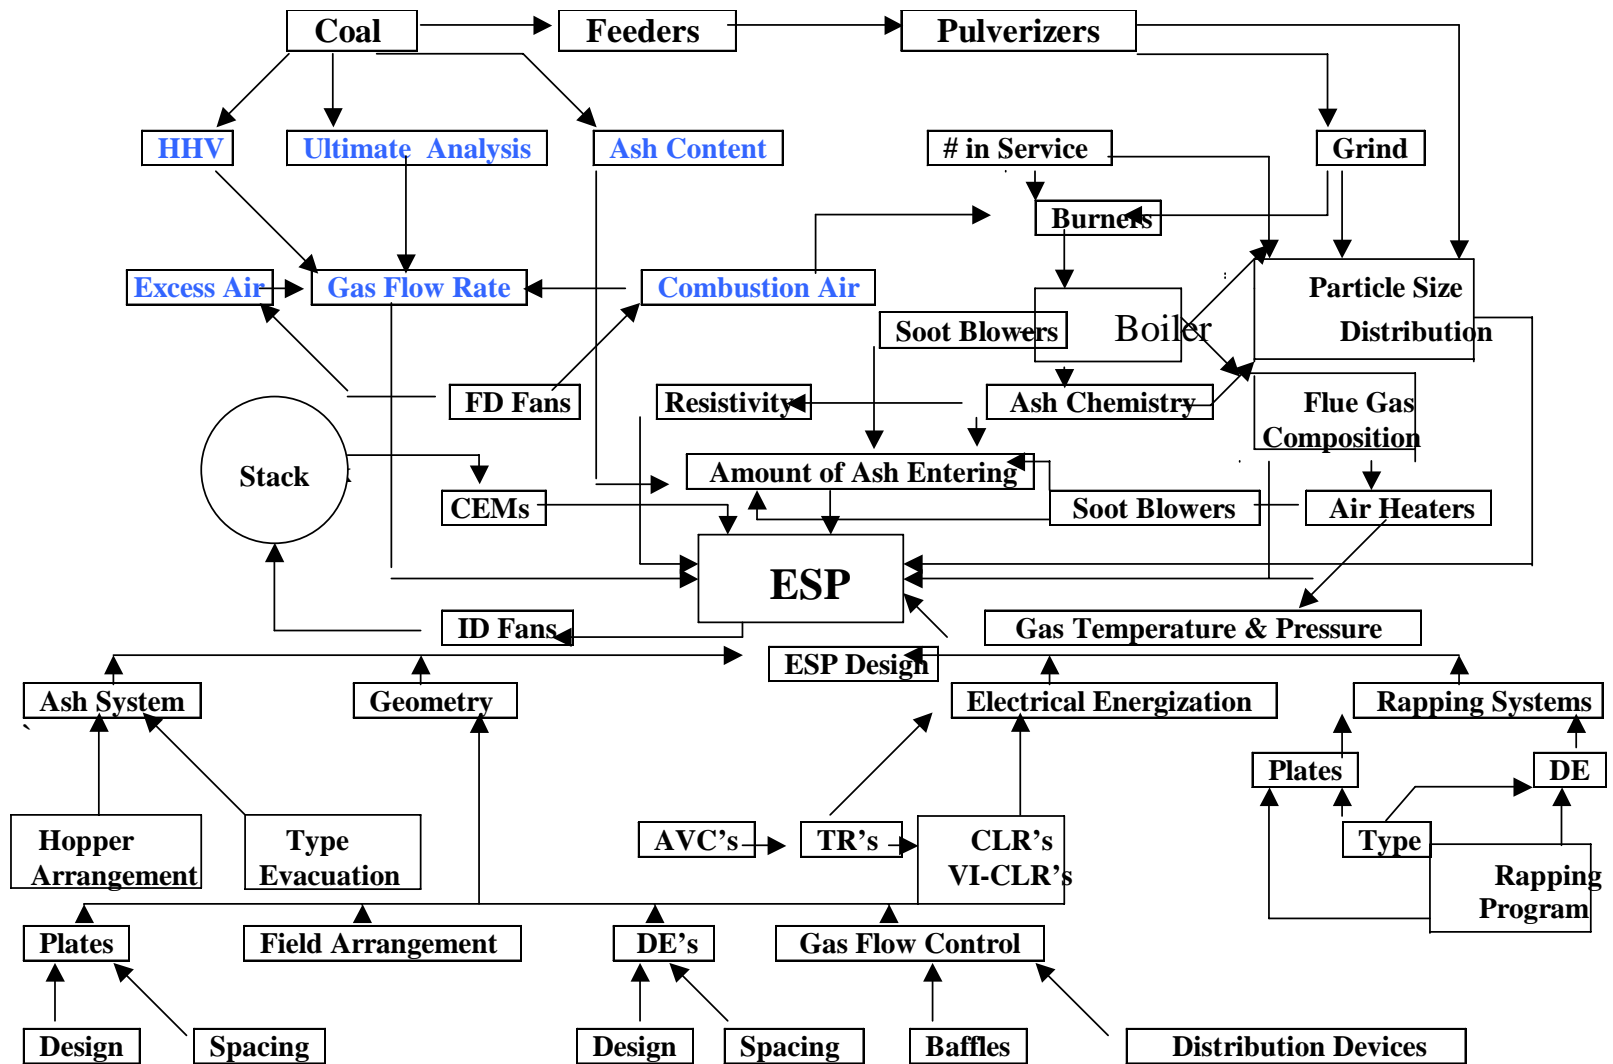 Coal
Feeders
Pulverizers
HHV
Ultimate Analysis
Ash Content
# in Service
Grind
Burners
Excess Air
Gas Flow Rate
Combustion Air
Particle Size
Distribution
Soot Blowers
Boiler
FD Fans
Resistivity
Ash Chemistry
Flue Gas
Composition
Stack
Amount of Ash Entering
CEMs
Soot Blowers
Air Heaters
ESP
ID Fans
Gas Temperature & Pressure
ESP Design
Ash System
Geometry
Electrical Energization
Rapping Systems
`
Plates
DE
Hopper
Arrangement
Type
Evacuation
AVC’s
TR’s
CLR’s
VI-CLR’s
Type
Rapping
Program
Plates
Field Arrangement
DE’s
Gas Flow Control
Design
Spacing
Design
Spacing
Baffles
Distribution Devices